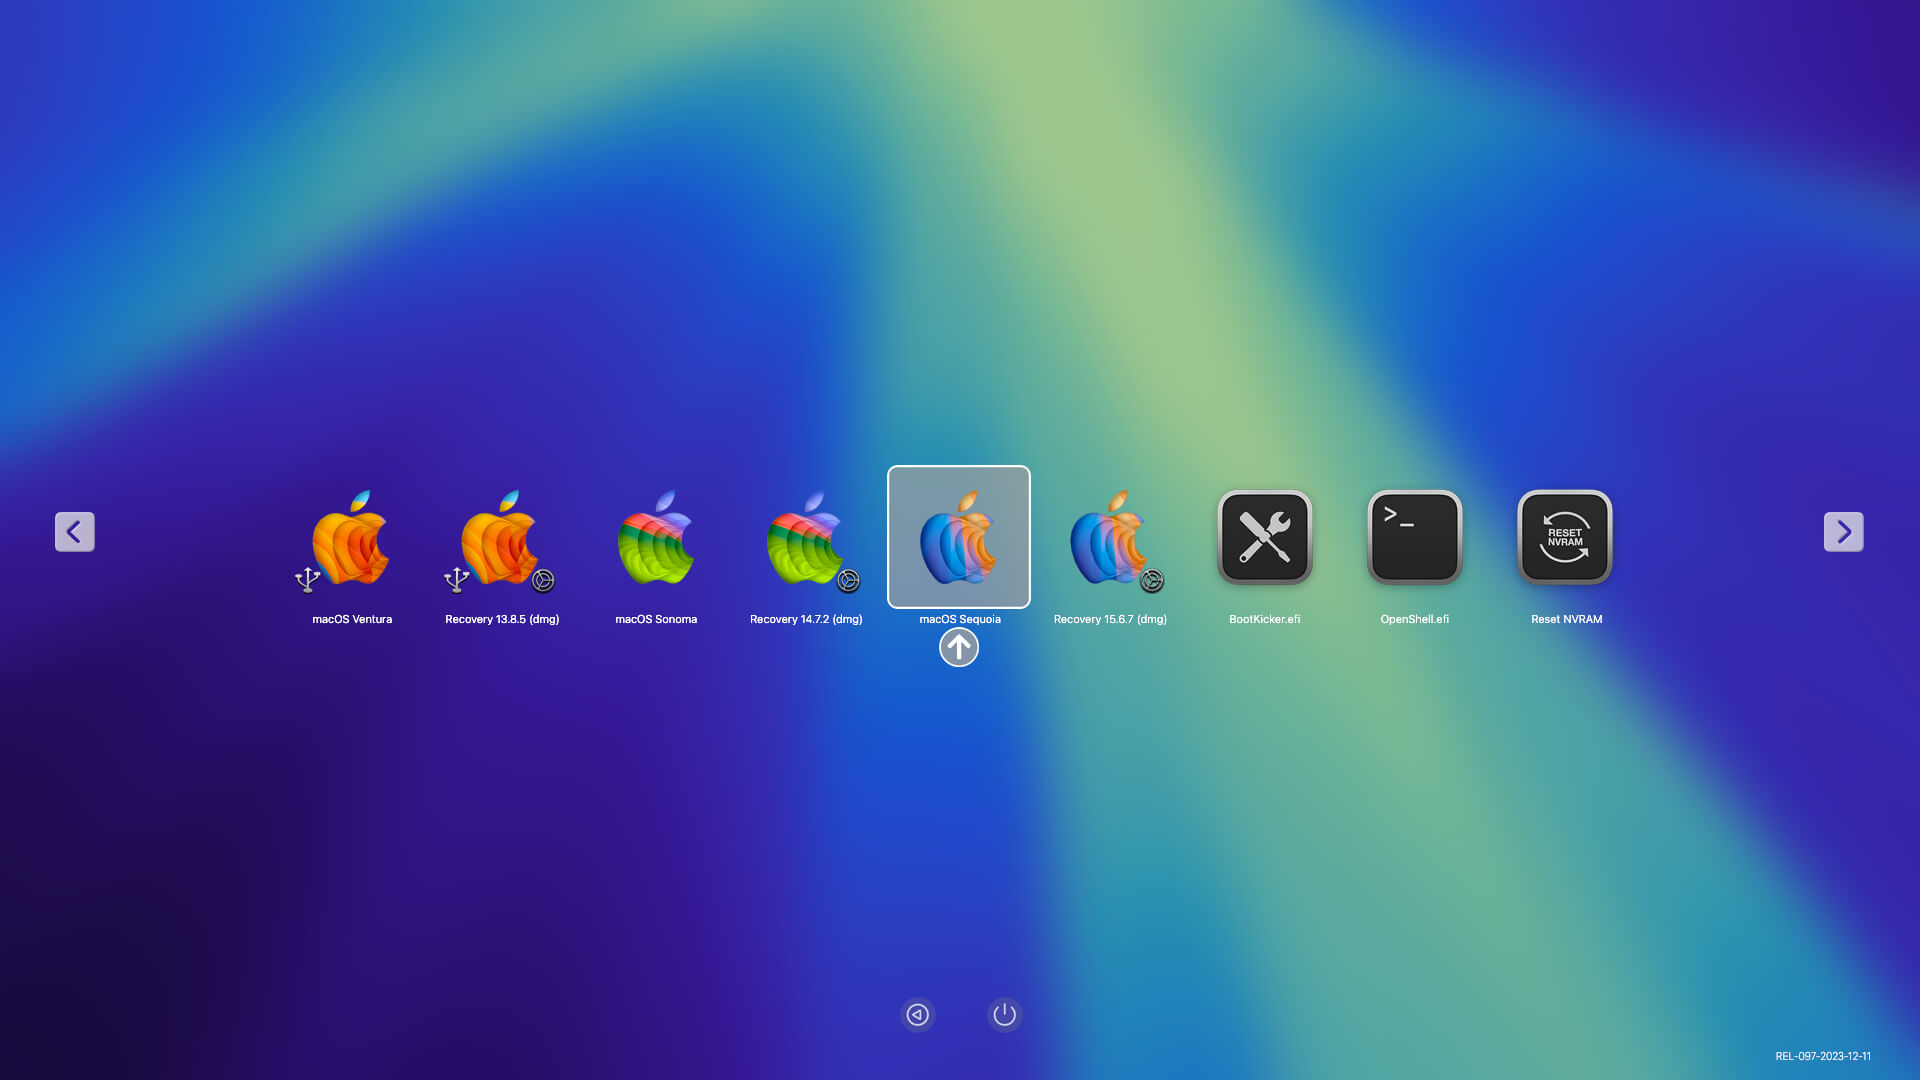 >_
RESET
NVRAM
macOS Ventura
Recovery 13.8.5 (dmg)
macOS Sonoma
Recovery 14.7.2 (dmg)
macOS Sequoia
Recovery 15.6.7 (dmg)
BootKicker.efi
OpenShell.efi
Reset NVRAM
REL-097-2023-12-11